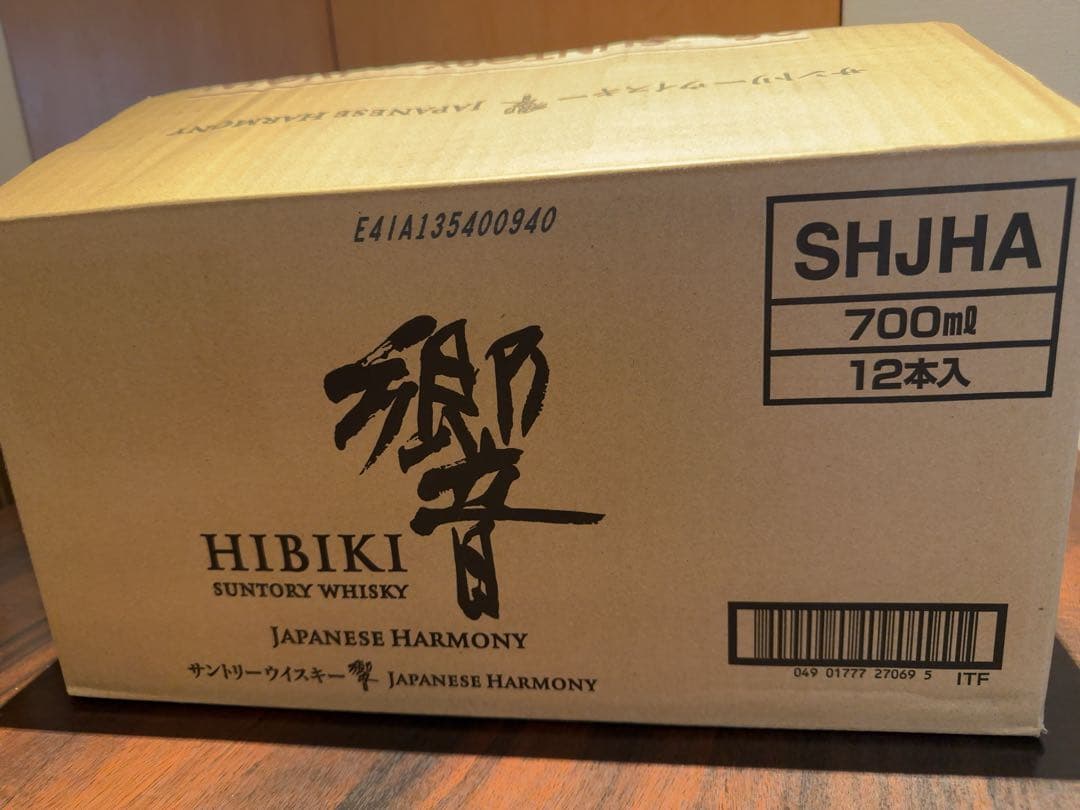 サントリーウイスキー 響 JAPANESE HARMONY
E41A135400940
SHJHA
700ml
12本入
響
HIBIKI
SUNTORY WHISKY
JAPANESE HARMONY
サントリーウイスキー 響 JAPANESE HARMONY
049 01777 27069 5
ITF